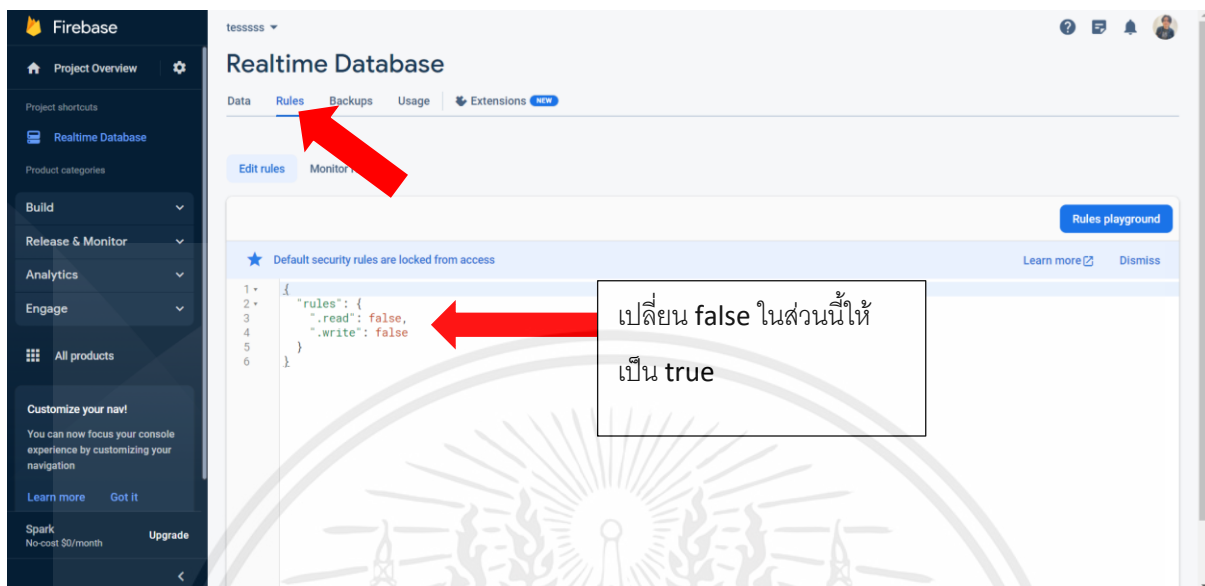 Firebase
Project Overview
Project shortcuts
Realtime Database
Product categories
Build
Release & Monitor
Analytics
Engage
All products
Customize your nav!
You can now focus your console
experience by customizing your
navigation
Learn more Got it
Spark
No-cost $0/month
Upgrade
tesssss
Realtime Database
Data Rules Backups Usage Extensions NEW
Edit rules Monitor
Rules playground
Default security rules are locked from access
Learn more Dismiss
1 {
2 "rules": {
3 ".read": false,
4 ".write": false
5 }
6 }
เปลี่ยน false ในส่วนนี้ให้
เป็น true